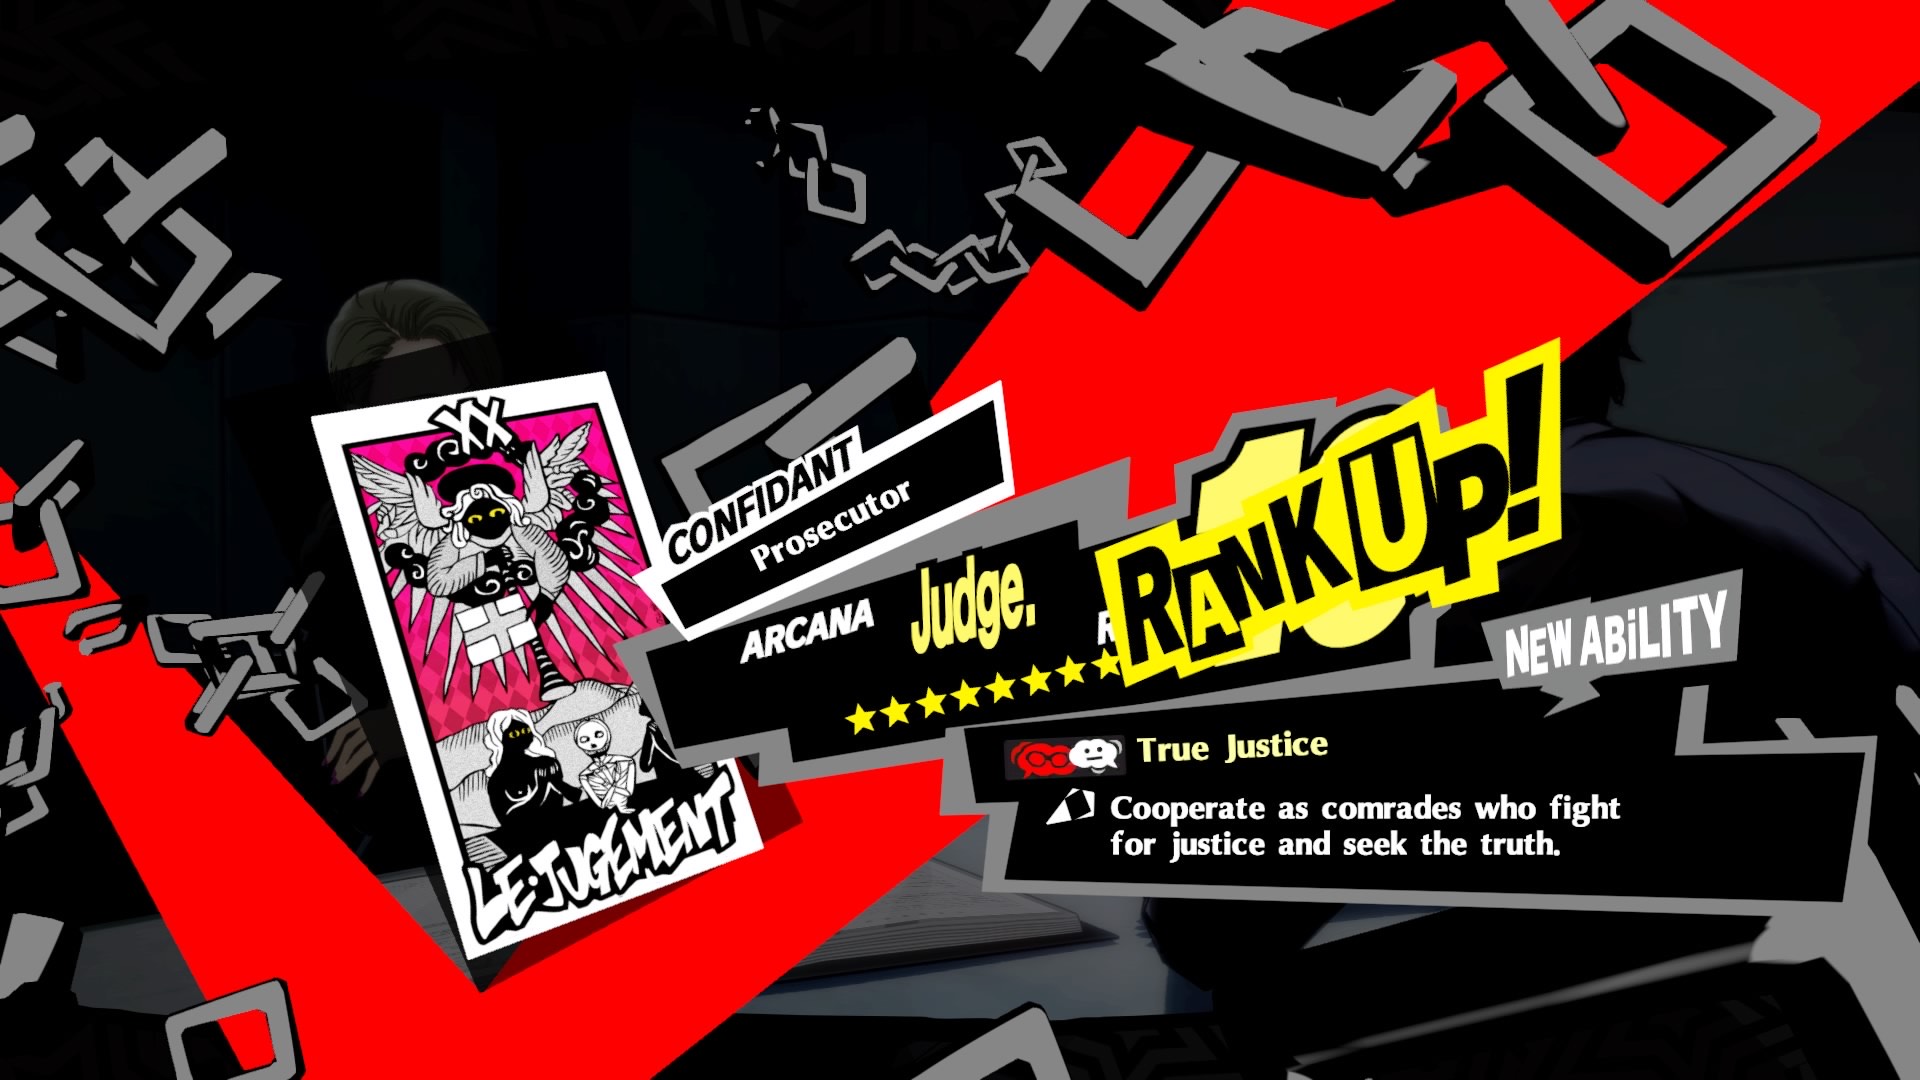 XX
LE·JUGEMENT
CONFIDANT
Prosecutor
ARCANA Judge. 10
RANK UP!
NEW ABiLiTY
True Justice
Cooperate as comrades who fight
for justice and seek the truth.